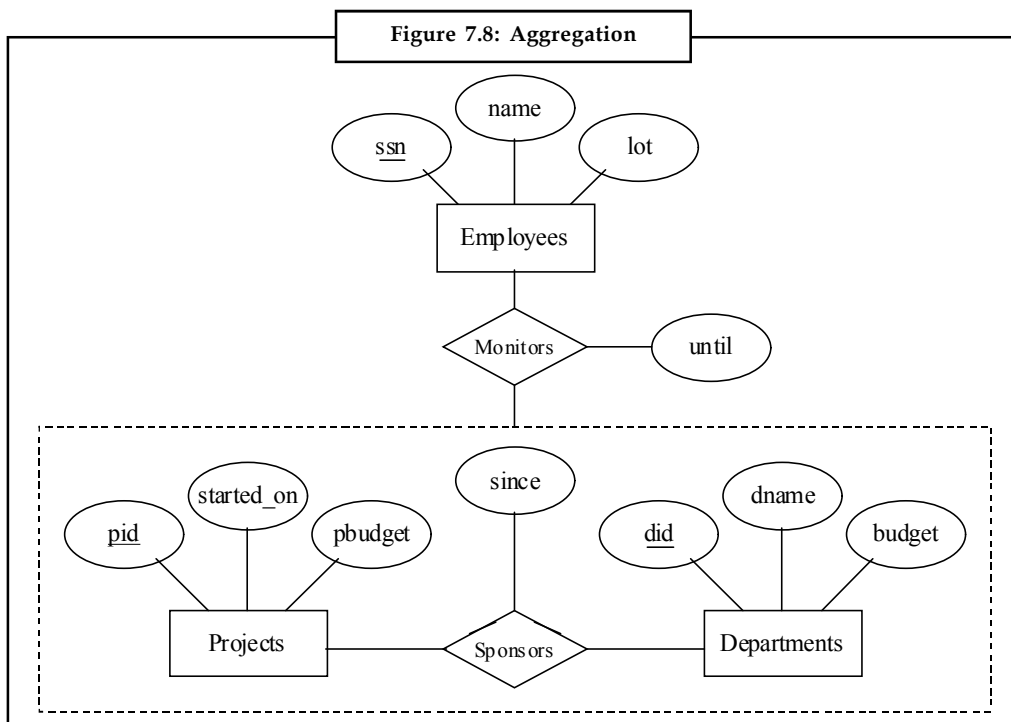 Figure 7.8: Aggregation
name
ssn
lot
Employees
Monitors
until
since
started_on
dname
pid
pbudget
did
budget
Projects
Sponsors
Departments